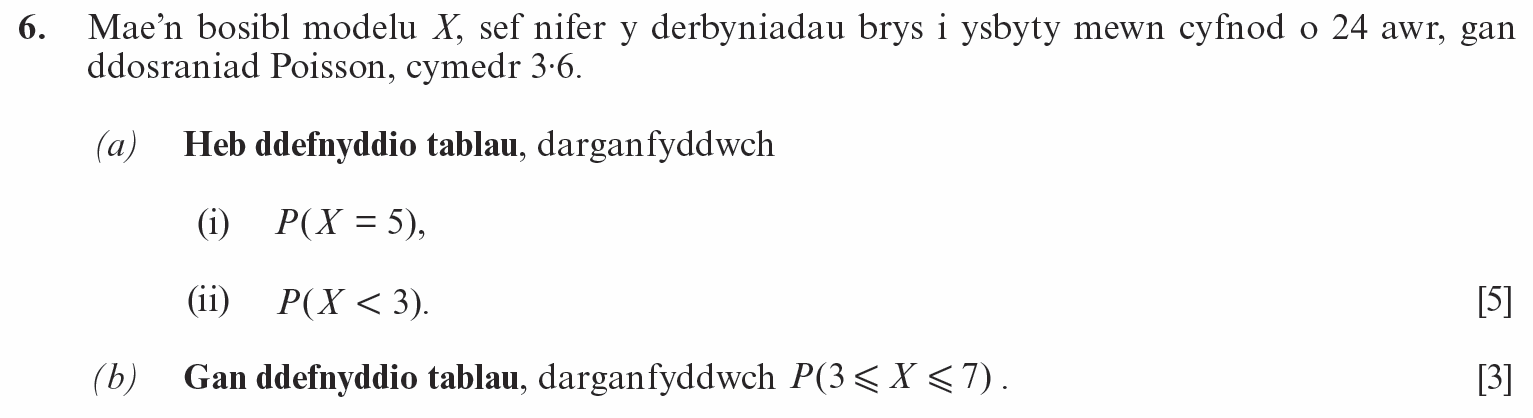 6. Mae'n bosibl modelu X, sef nifer y derbyniadau brys i ysbyty mewn cyfnod o 24 awr, gan
ddosraniad Poisson, cymedr 3·6.
(a) Heb ddefnyddio tablau, darganfyddwch
(i) P(X = 5),
(ii) P(X < 3). [5]
(b) Gan ddefnyddio tablau, darganfyddwch P(3 ⩽ X ⩽ 7) . [3]